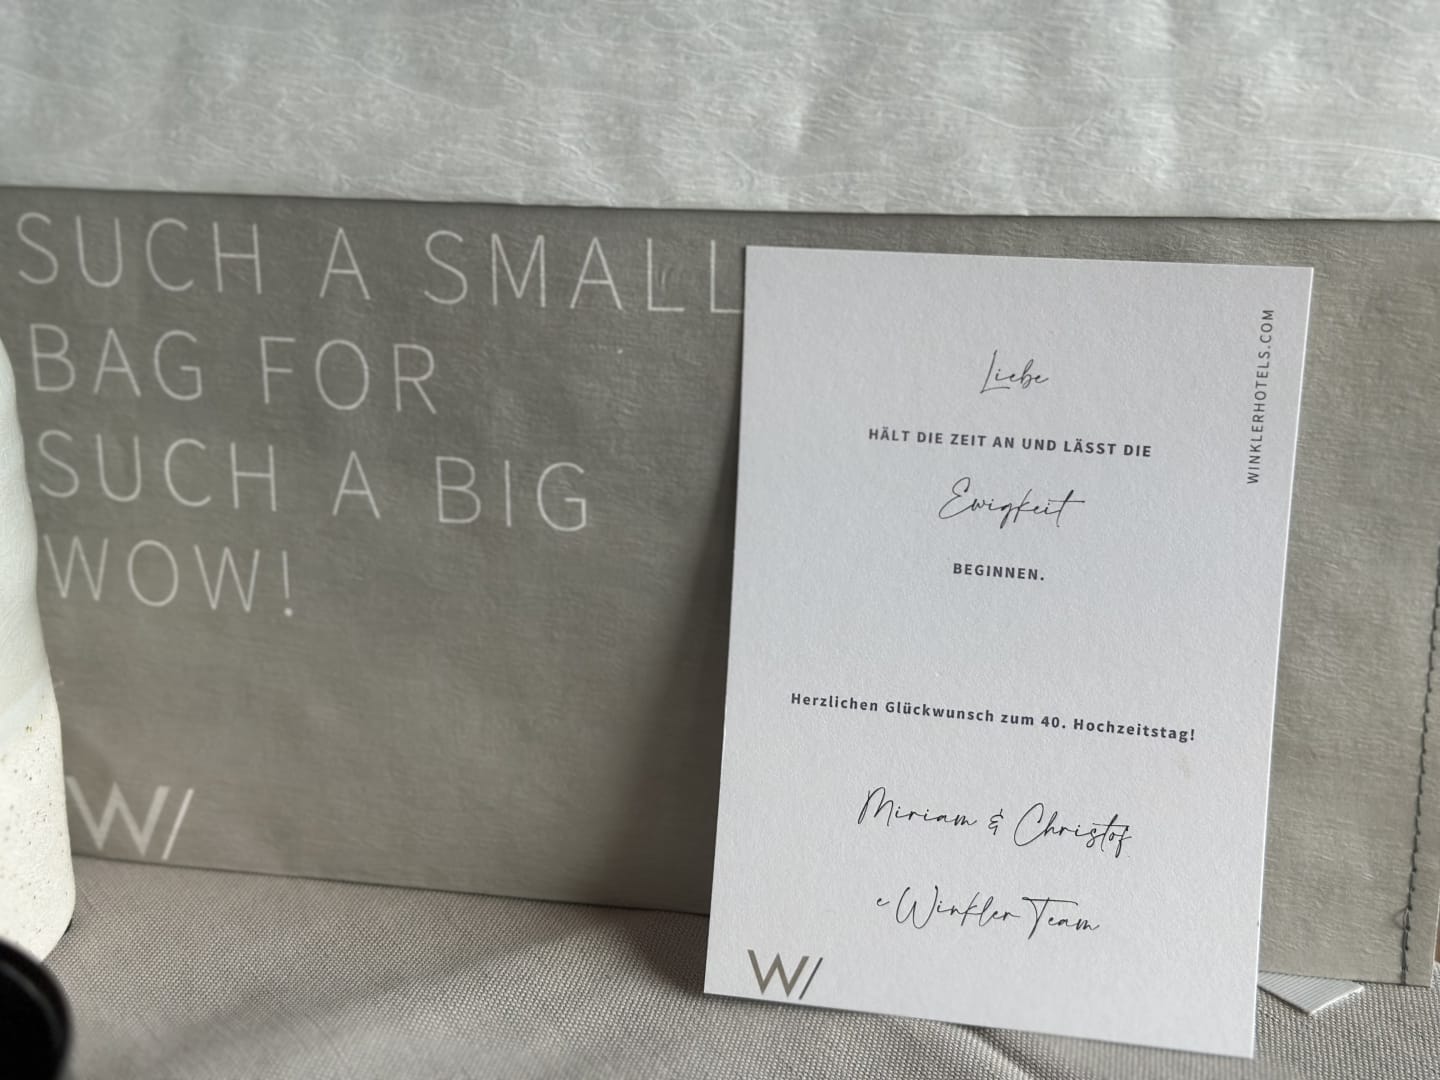 SUCH A SMALL
BAG FOR
SUCH A BIG
WOW!
W/
Liebe
HÄLT DIE ZEIT AN UND LÄSST DIE
Ewigkeit
BEGINNEN.
Herzlichen Glückwunsch zum 40. Hochzeitstag!
Miriam & Christof
e Winkler Team
W/
WINKLERHOTELS.COM